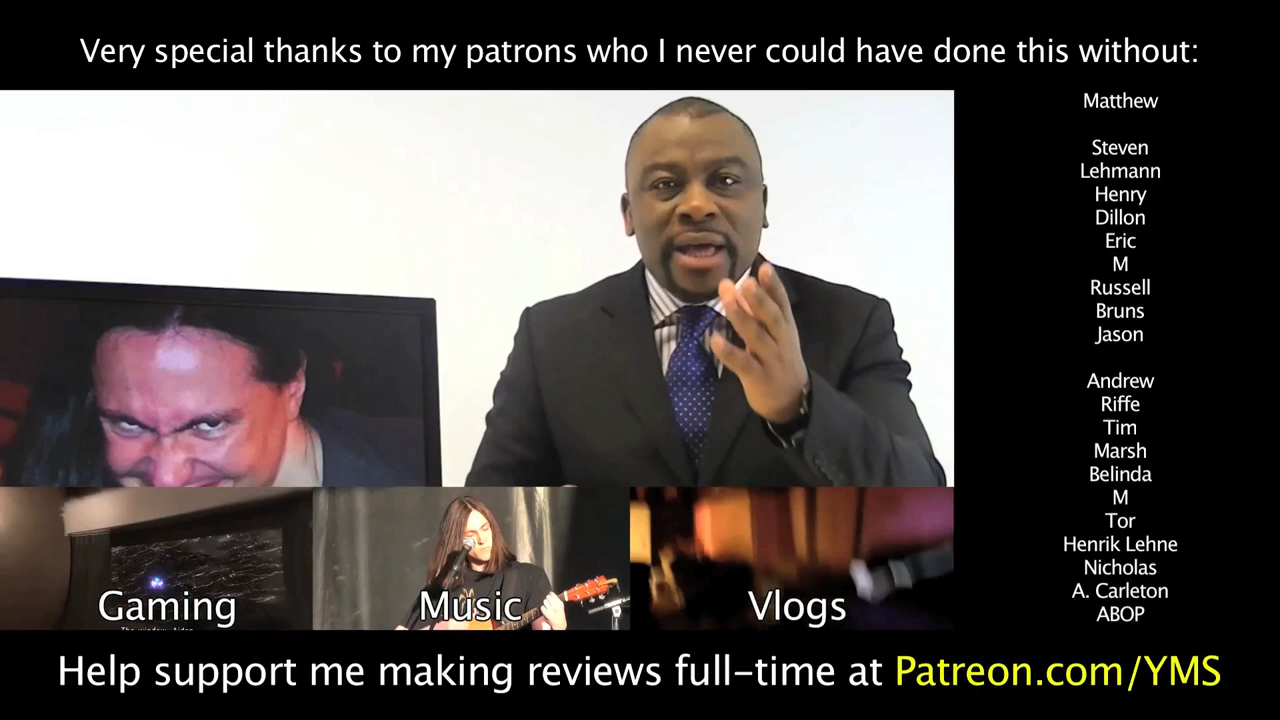 Very special thanks to my patrons who I never could have done this without:
Matthew
Steven
Lehmann
Henry
Dillon
Eric
M
Russell
Bruns
Jason
Andrew
Riffe
Tim
Marsh
Belinda
M
Tor
Henrik Lehne
Nicholas
A. Carleton
ABOP
Gaming
Music
Vlogs
Help support me making reviews full-time at Patreon.com/YMS